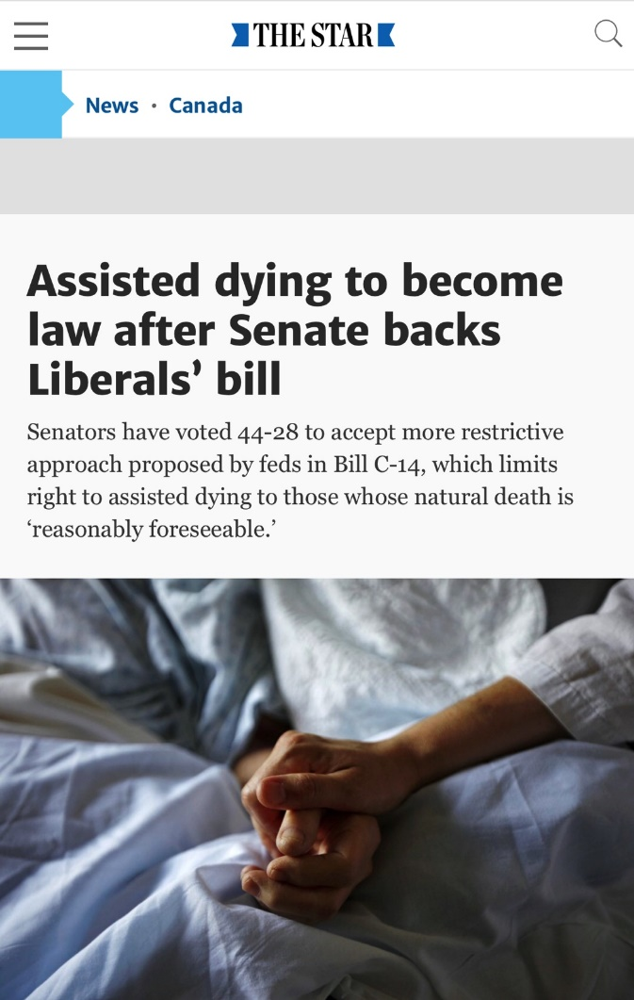 THE STAR
News · Canada
Assisted dying to become
law after Senate backs
Liberals’ bill
Senators have voted 44-28 to accept more restrictive
approach proposed by feds in Bill C-14, which limits
right to assisted dying to those whose natural death is
‘reasonably foreseeable.’